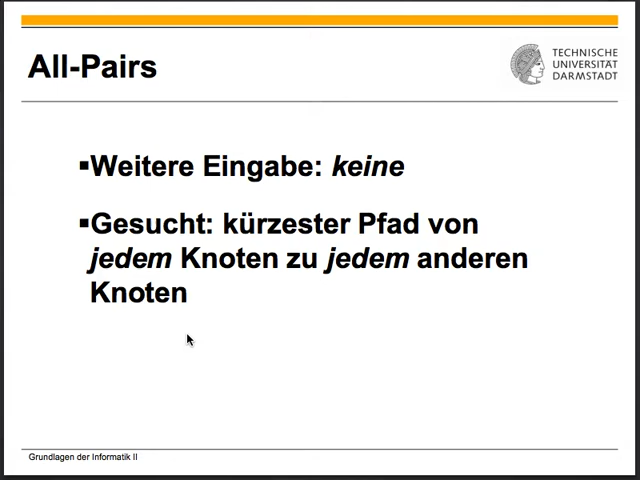 All-Pairs
TECHNISCHE
UNIVERSITÄT
DARMSTADT
▪Weitere Eingabe: keine
▪Gesucht: kürzester Pfad von
jedem Knoten zu jedem anderen
Knoten
Grundlagen der Informatik II